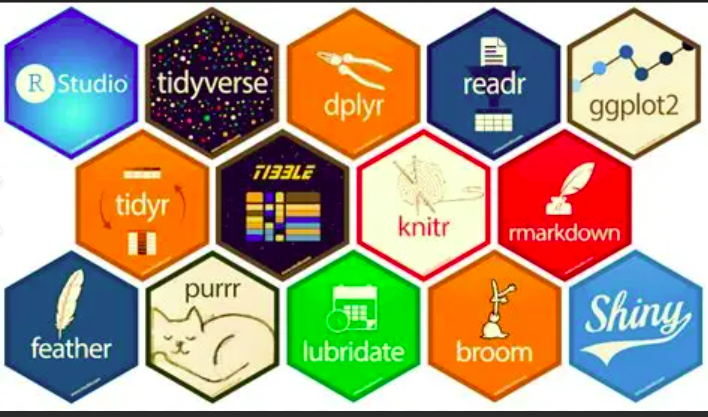 R Studio
tidyverse
dplyr
readr
ggplot2
tidyr
TIBBLE
knitr
rmarkdown
feather
purrr
lubridate
broom
Shiny